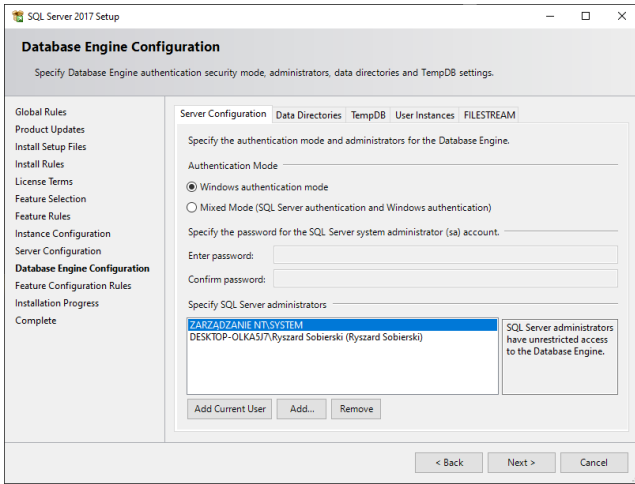 SQL Server 2017 Setup
Database Engine Configuration
Specify Database Engine authentication security mode, administrators, data directories and TempDB settings.
Global Rules
Product Updates
Install Setup Files
Install Rules
License Terms
Feature Selection
Feature Rules
Instance Configuration
Server Configuration
Database Engine Configuration
Feature Configuration Rules
Installation Progress
Complete
Server Configuration Data Directories TempDB User Instances FILESTREAM
Specify the authentication mode and administrators for the Database Engine.
Authentication Mode
Windows authentication mode
Mixed Mode (SQL Server authentication and Windows authentication)
Specify the password for the SQL Server system administrator (sa) account.
Enter password:
Confirm password:
Specify SQL Server administrators
ZARZĄDZANIE NT\SYSTEM
DESKTOP-OLKA5J7\Ryszard Sobierski (Ryszard Sobierski)
SQL Server administrators
have unrestricted access
to the Database Engine.
Add Current User Add... Remove
< Back Next > Cancel